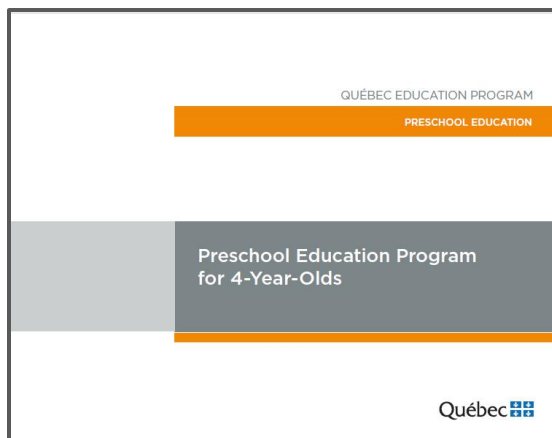 QUÉBEC EDUCATION PROGRAM
PRESCHOOL EDUCATION
Preschool Education Program
for 4-Year-Olds
Québec